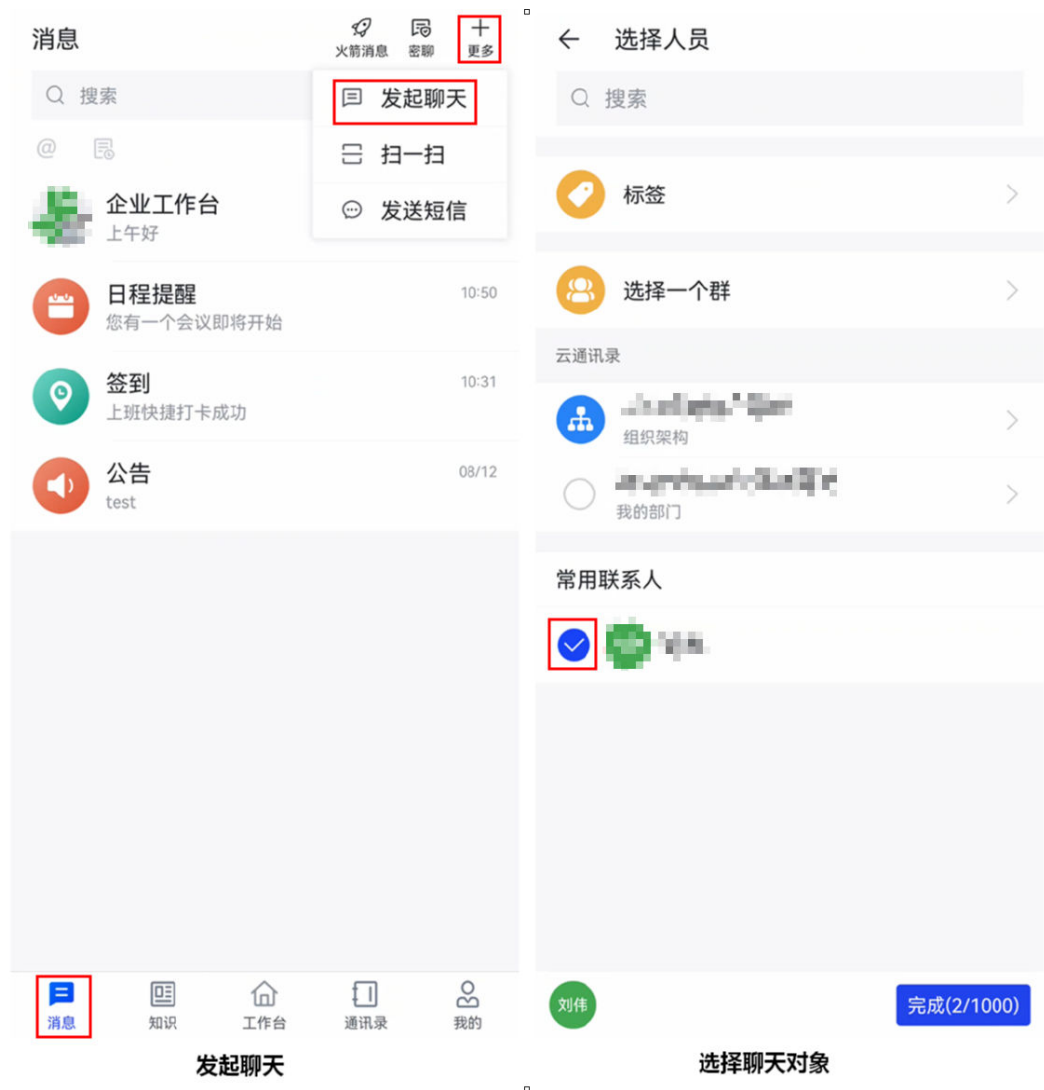 消息
火箭消息
密聊
更多
搜索
发起聊天
扫一扫
发送短信
@
企业工作台
上午好
日程提醒
10:50
您有一个会议即将开始
签到
10:31
上班快捷打卡成功
公告
08/12
test
消息
知识
工作台
通讯录
我的
发起聊天
选择人员
搜索
标签
选择一个群
云通讯录
组织架构
我的部门
常用联系人
刘伟
完成(2/1000)
选择聊天对象